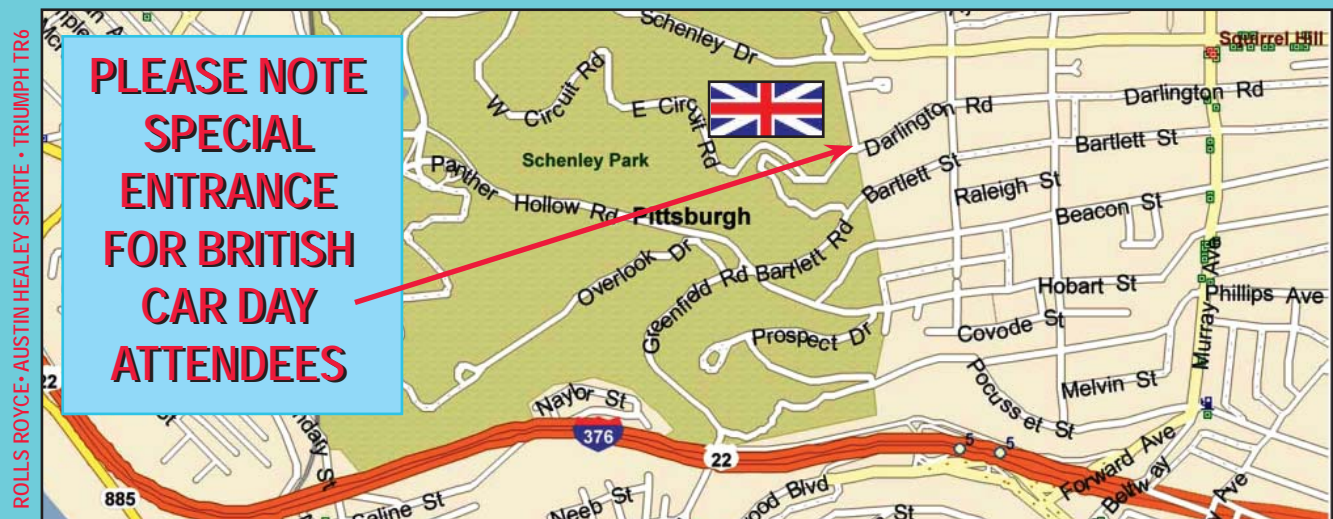 ROLLS ROYCE• AUSTIN HEALEY SPRITE • TRIUMPH TR6
PLEASE NOTE
SPECIAL
ENTRANCE
FOR BRITISH
CAR DAY
ATTENDEES
Schenley Dr
Squirrel Hill
W Circuit Rd
E Circuit Rd
Darlington Rd
Darlington Rd
Bartlett St
Schenley Park
Bartlett St
Panther Hollow Rd
Raleigh St
Pittsburgh
Beacon St
Overlook Dr
Greenfield Rd
Bartlett Rd
Hobart St
Murray Ave
Phillips Ave
Prospect Dr
Covode St
Pocusset St
Melvin St
22
Naylor St
376
22
5
5
Forward Ave
Beltway
885
Saline St
Neeb St
Blvd
St
Ave